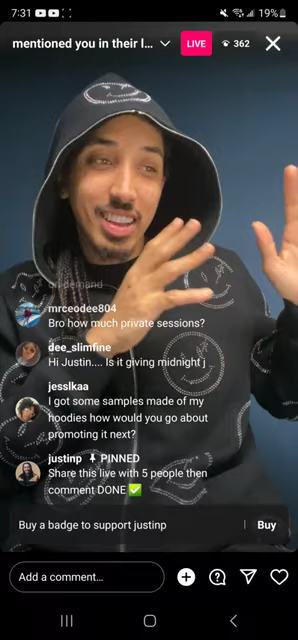 7:31
19%
mentioned you in their l...
LIVE
362
on demand
mrceodee804
Bro how much private sessions?
dee_slimfine
Hi Justin.... Is it giving midnight j
jesslkaa
I got some samples made of my
hoodies how would you go about
promoting it next?
justinp PINNED
Share this live with 5 people then
comment DONE ✅
Buy a badge to support justinp
Buy
Add a comment...